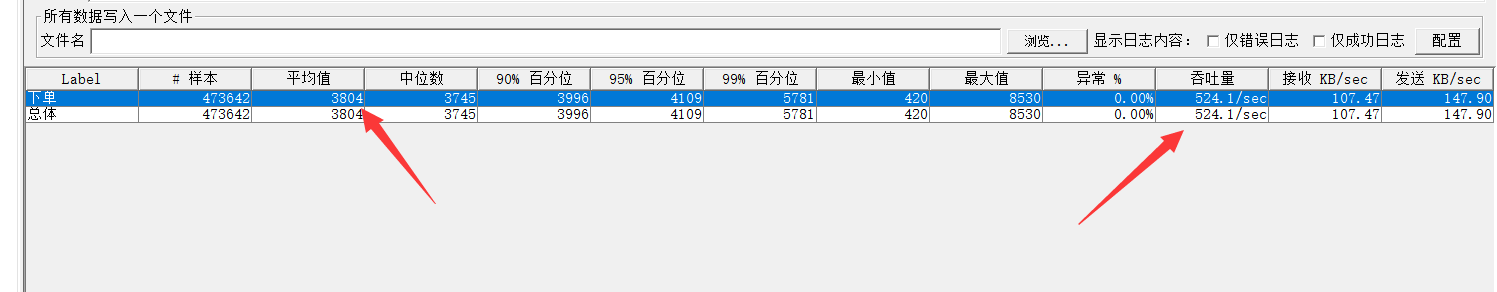 所有数据写入一个文件
文件名 浏览... 显示日志内容： 仅错误日志 仅成功日志 配置
Label # 样本 平均值 中位数 90% 百分位 95% 百分位 99% 百分位 最小值 最大值 异常 % 吞吐量 接收 KB/sec 发送 KB/sec
下单 473642 3804 3745 3996 4109 5781 420 8530 0.00% 524.1/sec 107.47 147.90
总体 473642 3804 3745 3996 4109 5781 420 8530 0.00% 524.1/sec 107.47 147.90